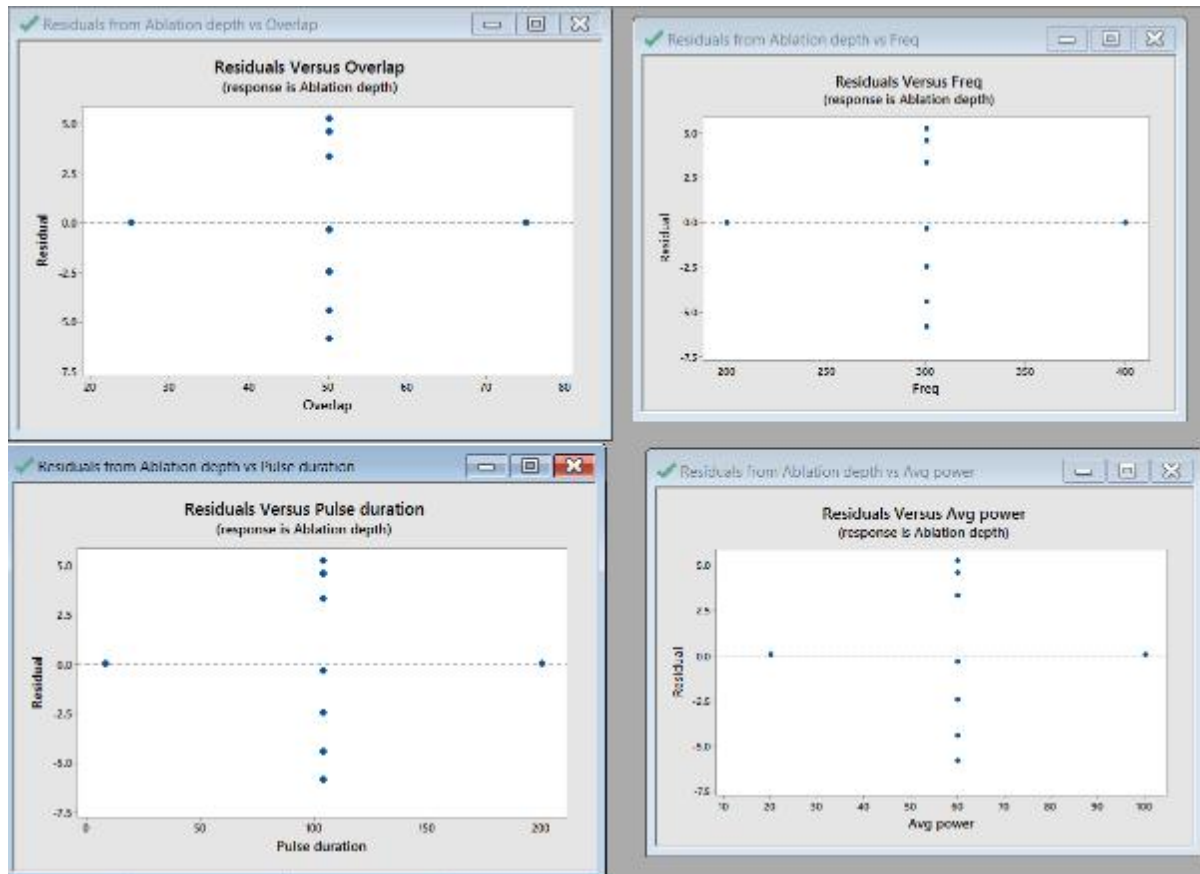 Residuals from Ablation depth vs Overlap
Residuals Versus Overlap
(response is Ablation depth)
5.0
2.5
0.0
-2.5
-5.0
7.5
Residual
20 30 40 50 60 70 80
Overlap
Residuals from Ablation depth vs Freq
Residuals Versus Freq
(response is Ablation depth)
5.0
2.5
0.0
-2.5
-5.0
-7.5
Residual
200 250 300 350 400
Freq
Residuals from Ablation depth vs Pulse duration
Residuals Versus Pulse duration
(response is Ablation depth)
5.0
2.5
0.0
-2.5
-5.0
-7.5
Residual
0 50 100 150 200
Pulse duration
Residuals from Ablation depth vs Avg power
Residuals Versus Avg power
(response is Ablation depth)
5.0
2.5
0.0
-2.5
-5.0
-7.5
Residual
10 20 30 40 50 60 70 80 90 100
Avg power